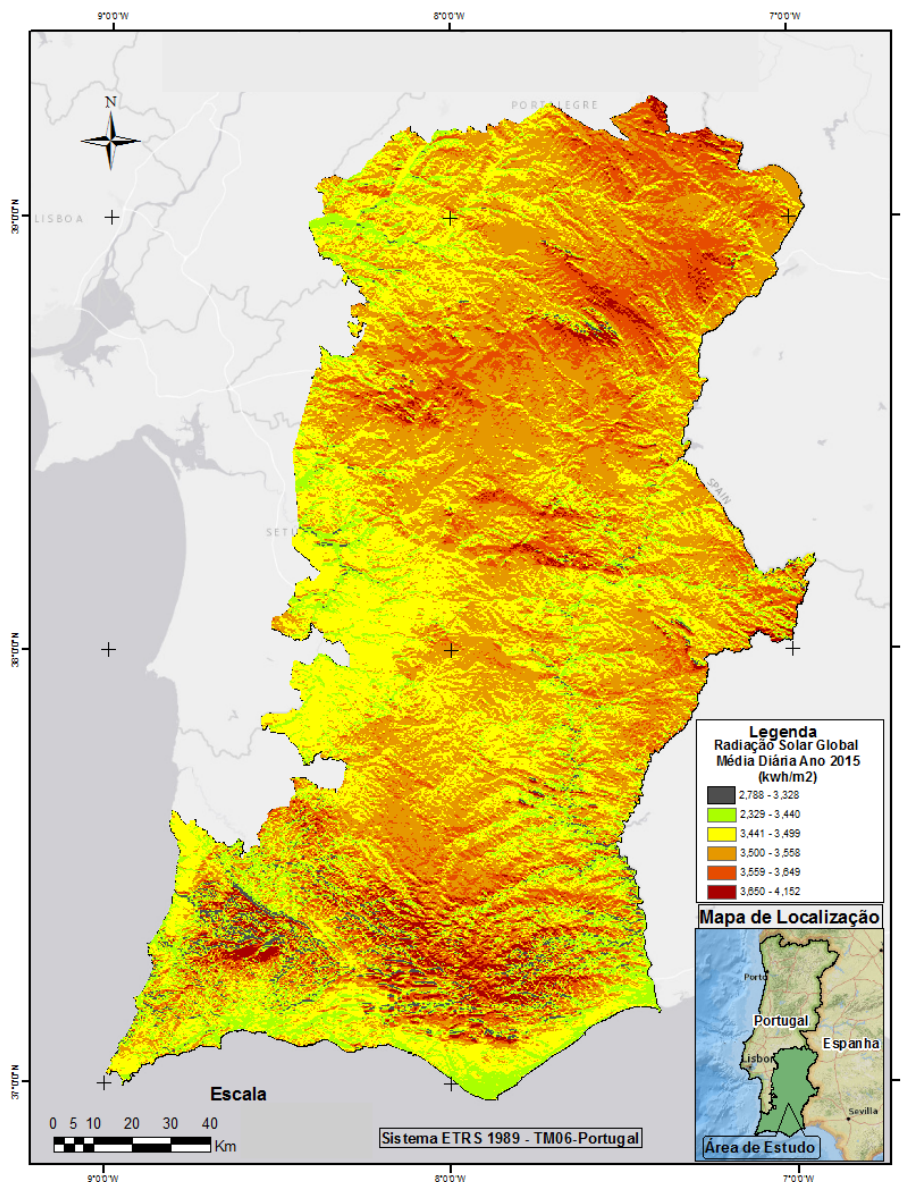 9°0'0"W
8°0'0"W
7°0'0"W
N
PORTALEGRE
39°0'0"N
LISBOA
SPAIN
SETU
Legenda
Radiação Solar Global
Média Diária Ano 2015
(kwh/m2)
2,788 - 3,328
2,329 - 3,440
3,441 - 3,499
3,500 - 3,558
3,559 - 3,649
3,650 - 4,152
Mapa de Localização
Porto
Portugal
Espanha
Lisboa
Sevilla
Área de Estudo
37°0'0"N
Escala
0 5 10 20 30 40
Km
Sistema ETRS 1989 - TM06-Portugal
9°0'0"W
8°0'0"W
7°0'0"W